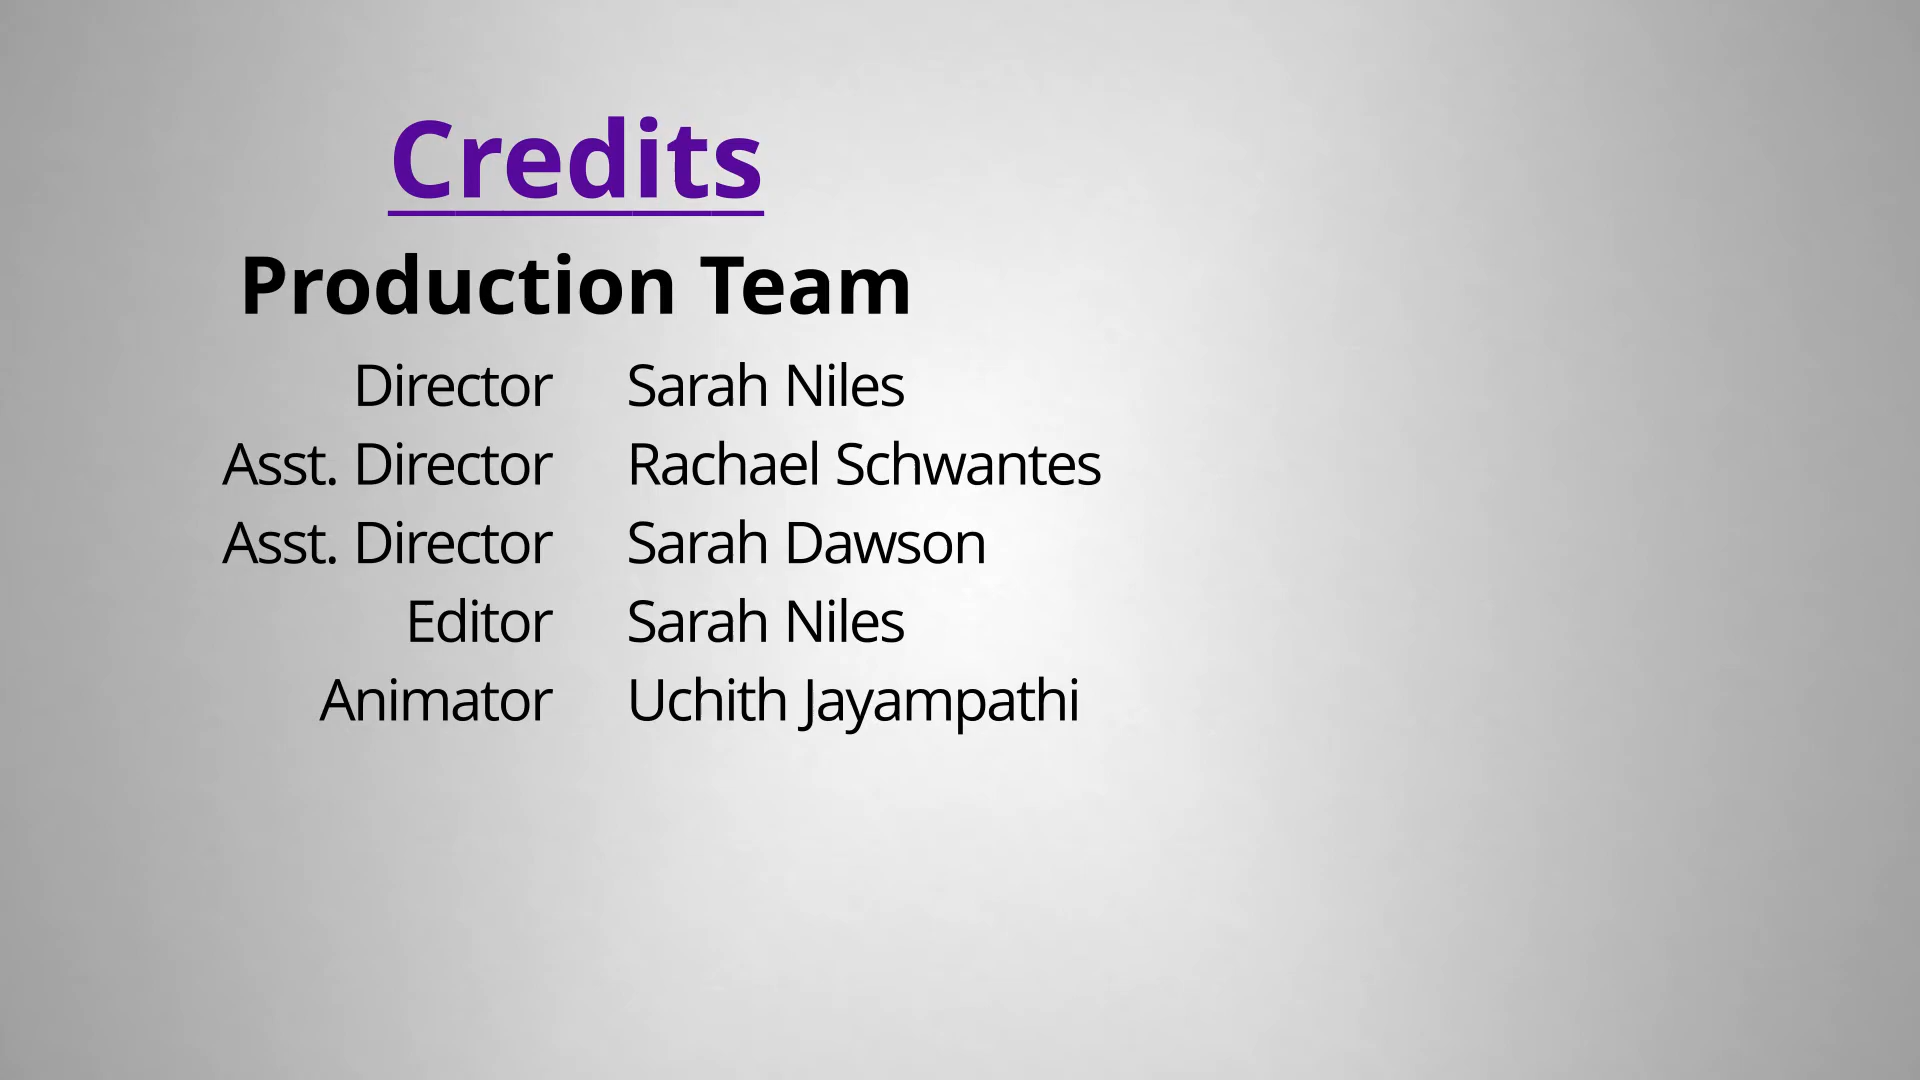 Credits
Production Team
Director Sarah Niles
Asst. Director Rachael Schwantes
Asst. Director Sarah Dawson
Editor Sarah Niles
Animator Uchith Jayampathi